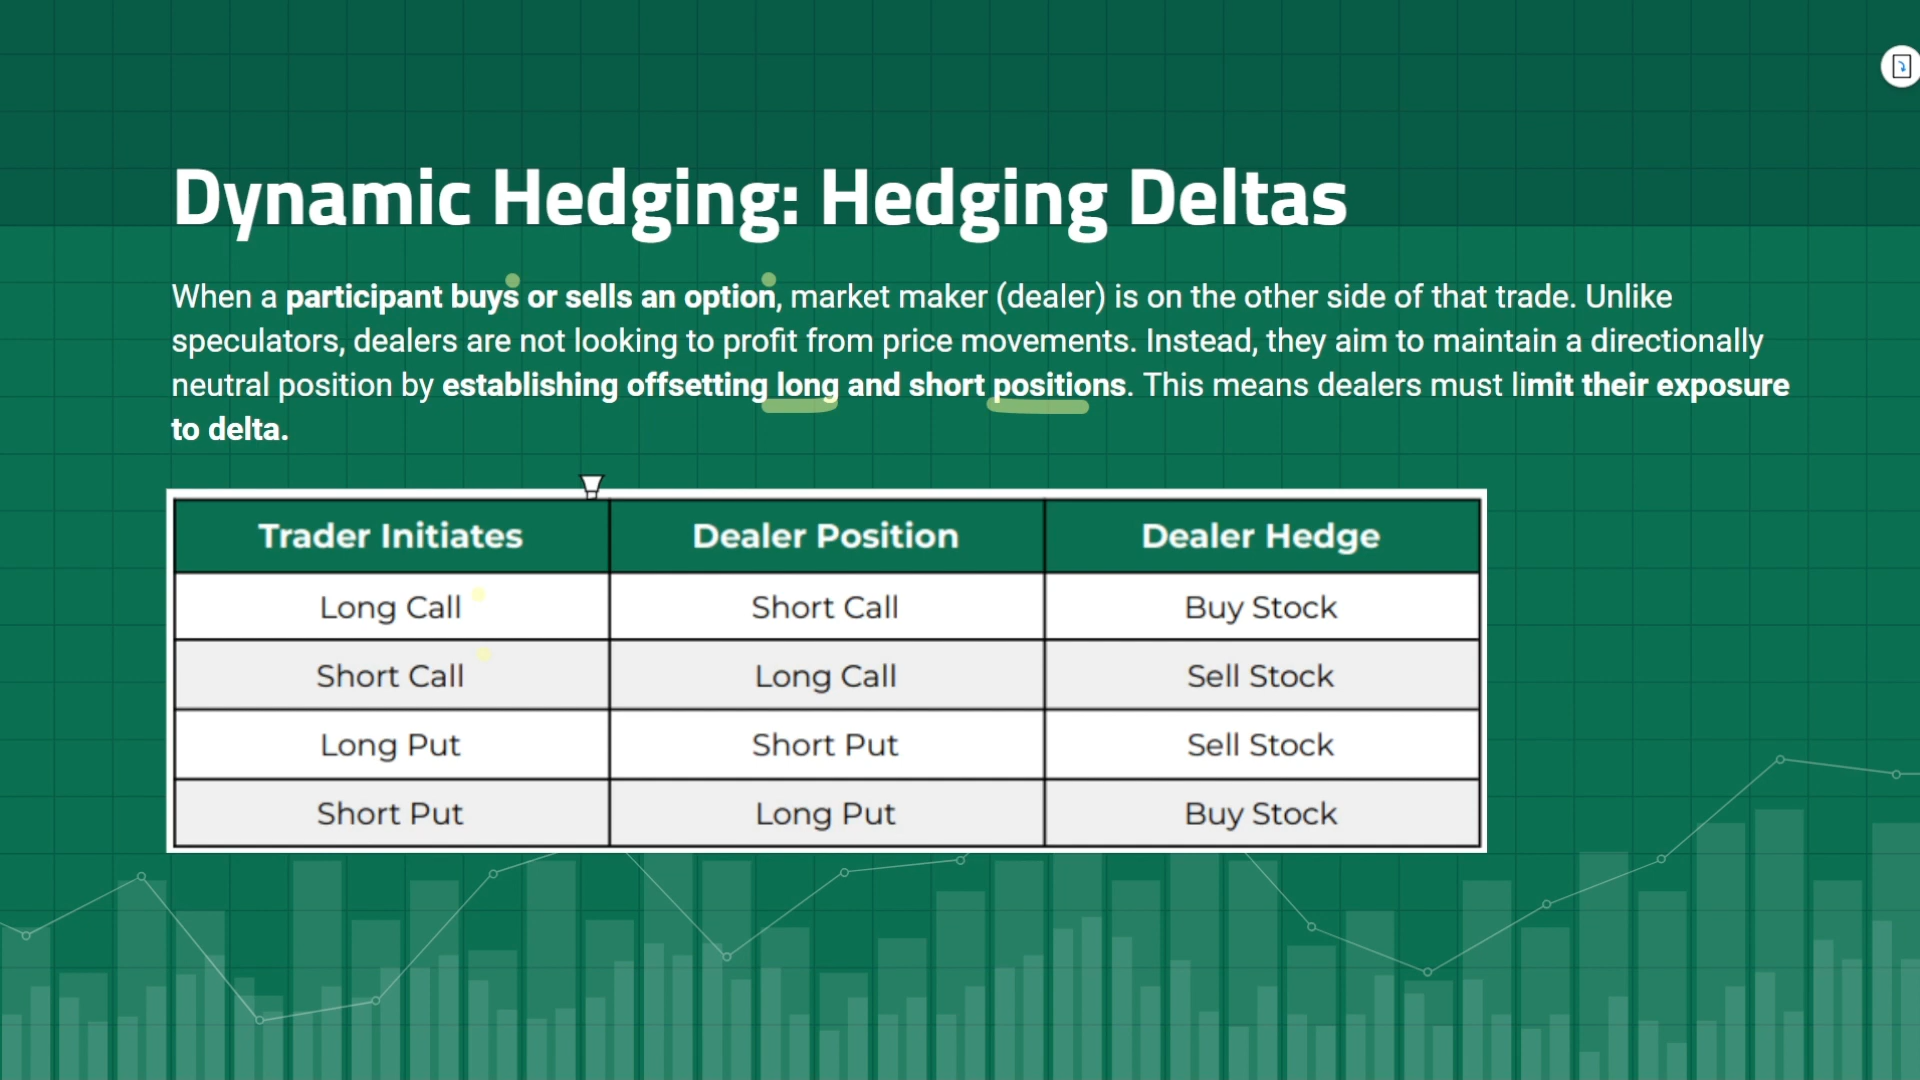 Dynamic Hedging: Hedging Deltas
When a participant buys or sells an option, market maker (dealer) is on the other side of that trade. Unlike
speculators, dealers are not looking to profit from price movements. Instead, they aim to maintain a directionally
neutral position by establishing offsetting long and short positions. This means dealers must limit their exposure
to delta.
Trader Initiates Dealer Position Dealer Hedge
Long Call Short Call Buy Stock
Short Call Long Call Sell Stock
Long Put Short Put Sell Stock
Short Put Long Put Buy Stock